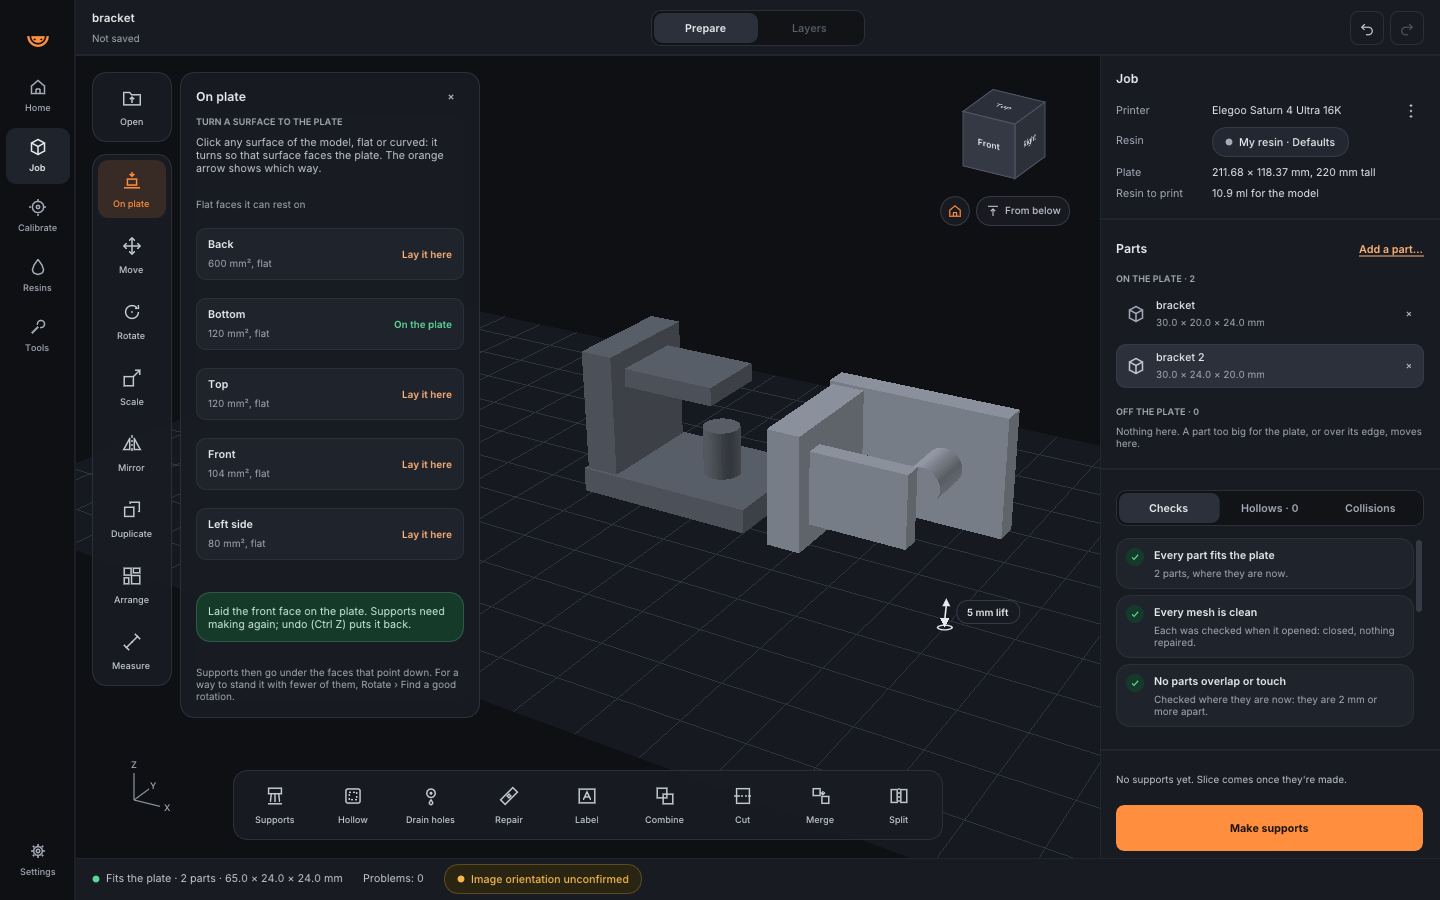 bracket
Not saved
Prepare
Layers
Home
Job
Calibrate
Resins
Tools
Settings
Open
On plate
Move
Rotate
Scale
Mirror
Duplicate
Arrange
Measure
On plate
×
TURN A SURFACE TO THE PLATE
Click any surface of the model, flat or curved: it
turns so that surface faces the plate. The orange
arrow shows which way.
Flat faces it can rest on
Back
600 mm², flat
Lay it here
Bottom
120 mm², flat
On the plate
Top
120 mm², flat
Lay it here
Front
104 mm², flat
Lay it here
Left side
80 mm², flat
Lay it here
Laid the front face on the plate. Supports need
making again; undo (Ctrl Z) puts it back.
Supports then go under the faces that point down. For a
way to stand it with fewer of them, Rotate › Find a good
rotation.
Top
Front
Right
From below
5 mm lift
Z
Y
X
Supports
Hollow
Drain holes
Repair
Label
Combine
Cut
Merge
Split
Job
Printer
Elegoo Saturn 4 Ultra 16K
Resin
My resin · Defaults
Plate
211.68 × 118.37 mm, 220 mm tall
Resin to print
10.9 ml for the model
Parts
Add a part...
ON THE PLATE · 2
bracket
30.0 × 20.0 × 24.0 mm
×
bracket 2
30.0 × 24.0 × 20.0 mm
×
OFF THE PLATE · 0
Nothing here. A part too big for the plate, or over its edge, moves
here.
Checks
Hollows · 0
Collisions
Every part fits the plate
2 parts, where they are now.
Every mesh is clean
Each was checked when it opened: closed, nothing
repaired.
No parts overlap or touch
Checked where they are now: they are 2 mm or
more apart.
No supports yet. Slice comes once they're made.
Make supports
Fits the plate · 2 parts · 65.0 × 24.0 × 24.0 mm
Problems: 0
Image orientation unconfirmed